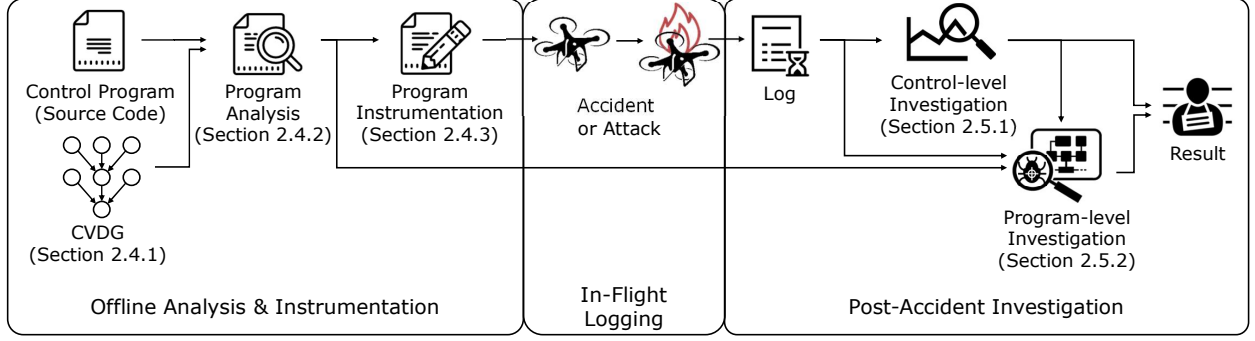 Control Program
(Source Code)
CVDG
(Section 2.4.1)
Program
Analysis
(Section 2.4.2)
Program
Instrumentation
(Section 2.4.3)
Offline Analysis & Instrumentation
Accident
or Attack
In-Flight
Logging
Log
Control-level
Investigation
(Section 2.5.1)
Program-level
Investigation
(Section 2.5.2)
Result
Post-Accident Investigation